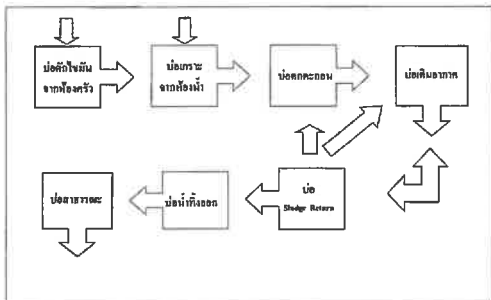 บ่อดักไขมัน
จากห้องครัว
บ่อเกรอะ
จากห้องน้ำ
บ่อตกตะกอน
บ่อเติมอากาศ
บ่อสาธารณะ
บ่อน้ำทิ้งออก
บ่อ
Sludge Return